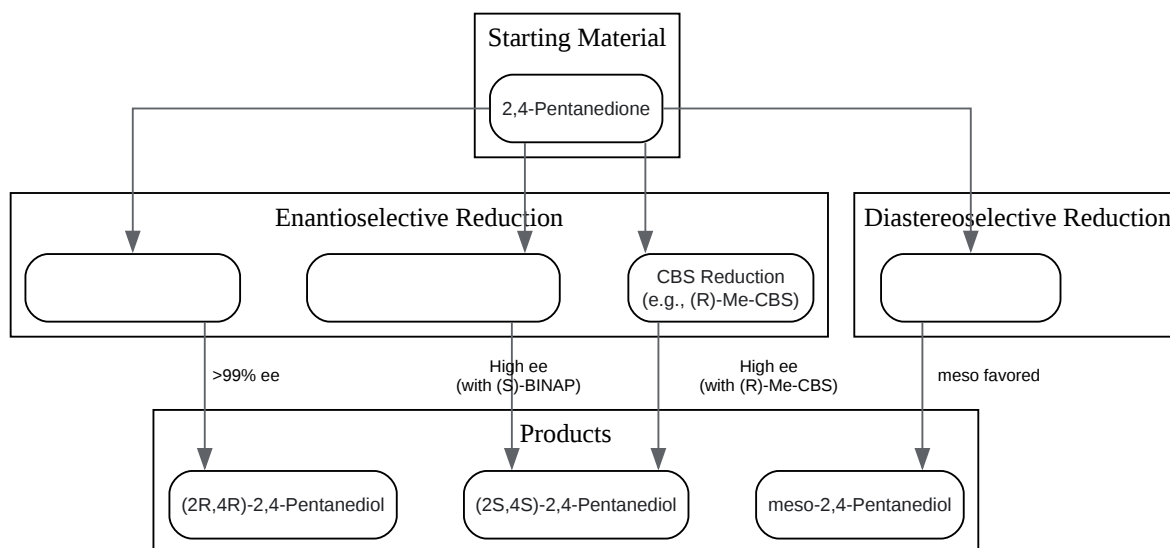 Starting Material
2,4-Pentanedione
Enantioselective Reduction
Diastereoselective Reduction
CBS Reduction
(e.g., (R)-Me-CBS)
>99% ee
High ee
(with (S)-BINAP)
High ee
(with (R)-Me-CBS)
meso favored
Products
(2R,4R)-2,4-Pentanediol
(2S,4S)-2,4-Pentanediol
meso-2,4-Pentanediol